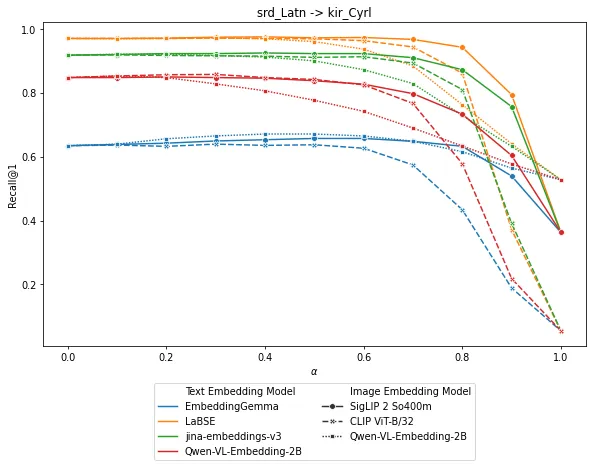 srd_Latn -> kir_Cyrl
Recall@1
1.0
0.8
0.6
0.4
0.2
0.0 0.2 0.4 0.6 0.8 1.0
α
Text Embedding Model
EmbeddingGemma
LaBSE
jina-embeddings-v3
Qwen-VL-Embedding-2B
Image Embedding Model
SigLIP 2 So400m
CLIP ViT-B/32
Qwen-VL-Embedding-2B